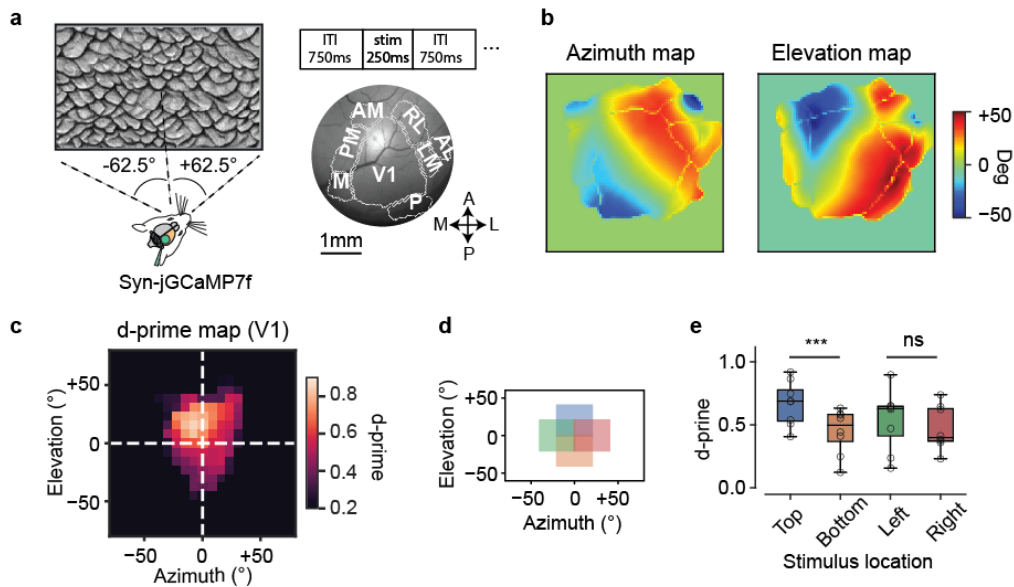 a
ITI
750ms
stim
250ms
ITI
750ms
...
-62.5°
+62.5°
Syn-jGCaMP7f
AM
RL
PM
AL
LM
M
V1
P
1mm
A
M
L
P
b
Azimuth map
Elevation map
+50
0
−50
Deg
c
d-prime map (V1)
+50
0
−50
Elevation (°)
−50
0
+50
Azimuth (°)
0.8
0.6
0.4
0.2
d-prime
d
+50
0
−50
Elevation (°)
−50
0
+50
Azimuth (°)
e
***
ns
1.0
0.5
0.0
d-prine
Top
Bottom
Left
Right
Stimulus location